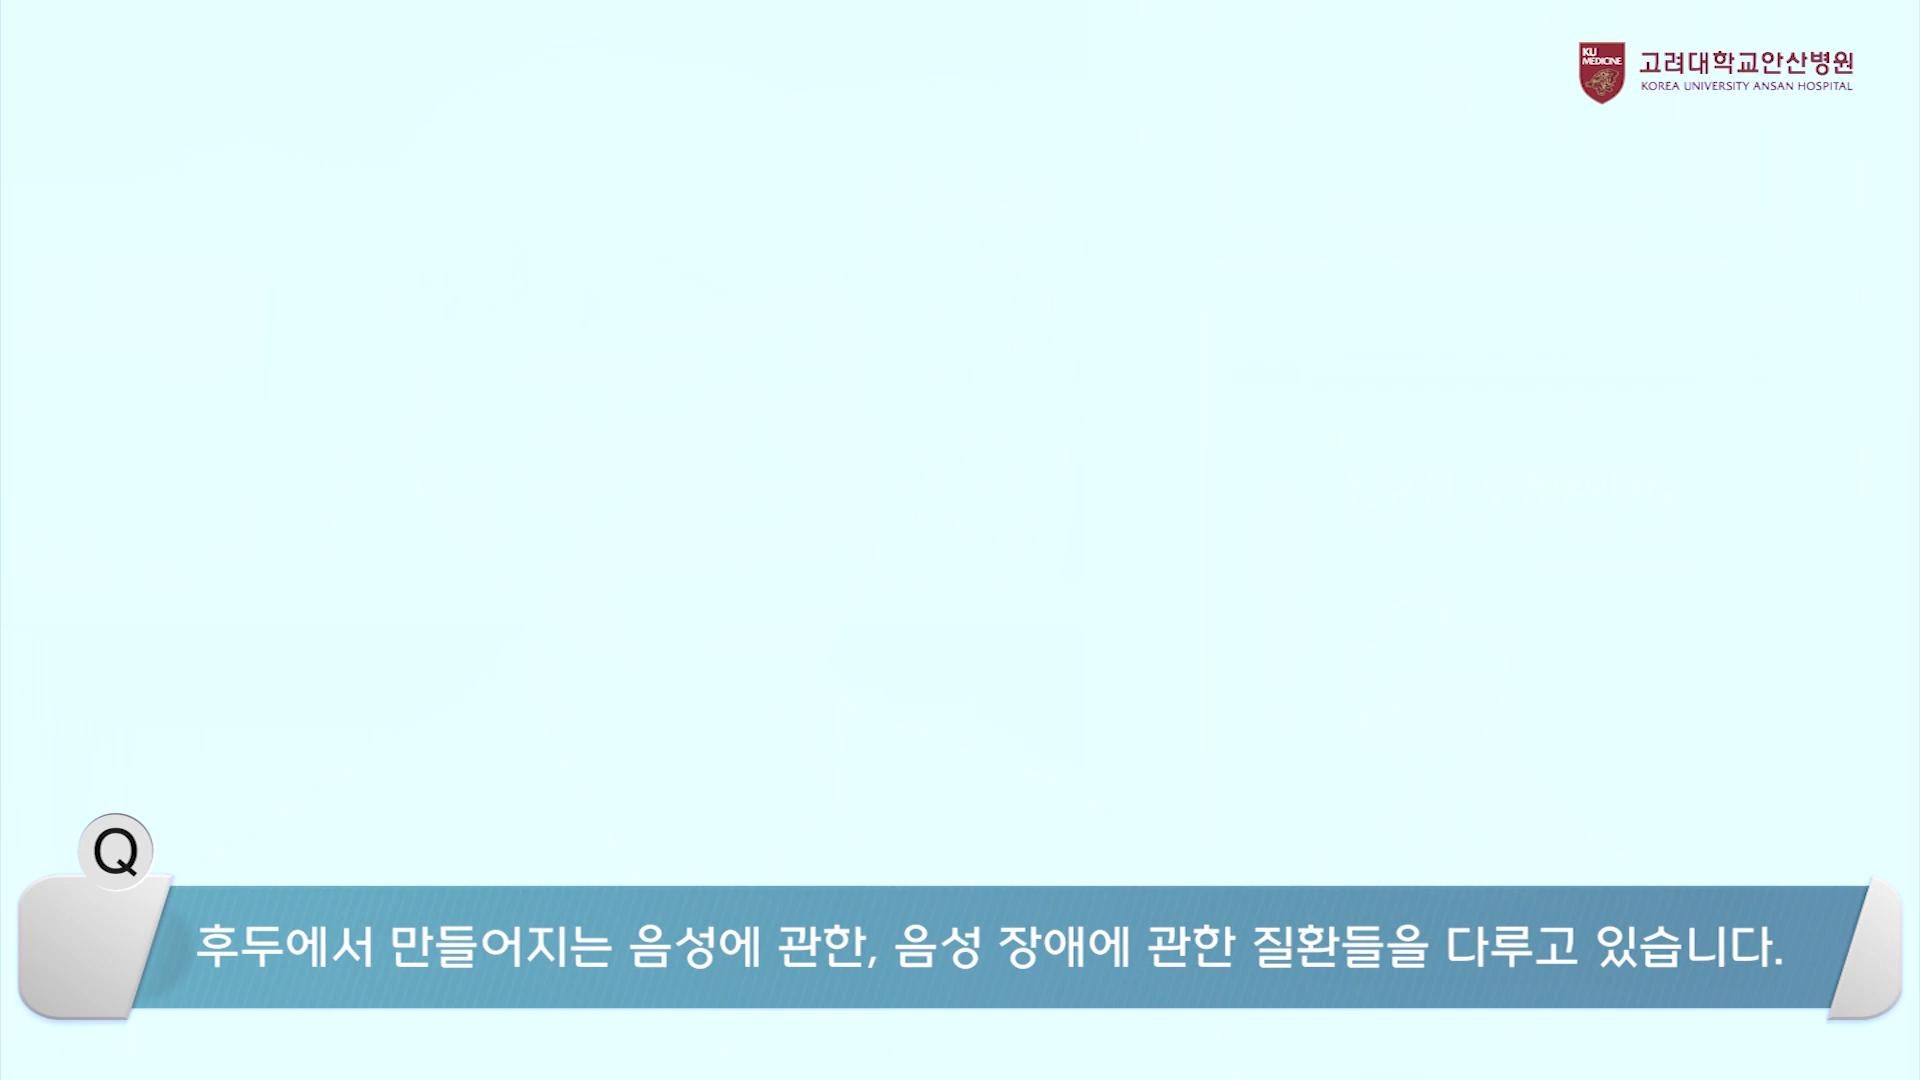 KU
MEDICINE
고려대학교안산병원
KOREA UNIVERSITY ANSAN HOSPITAL
Q
후두에서 만들어지는 음성에 관한, 음성 장애에 관한 질환들을 다루고 있습니다.